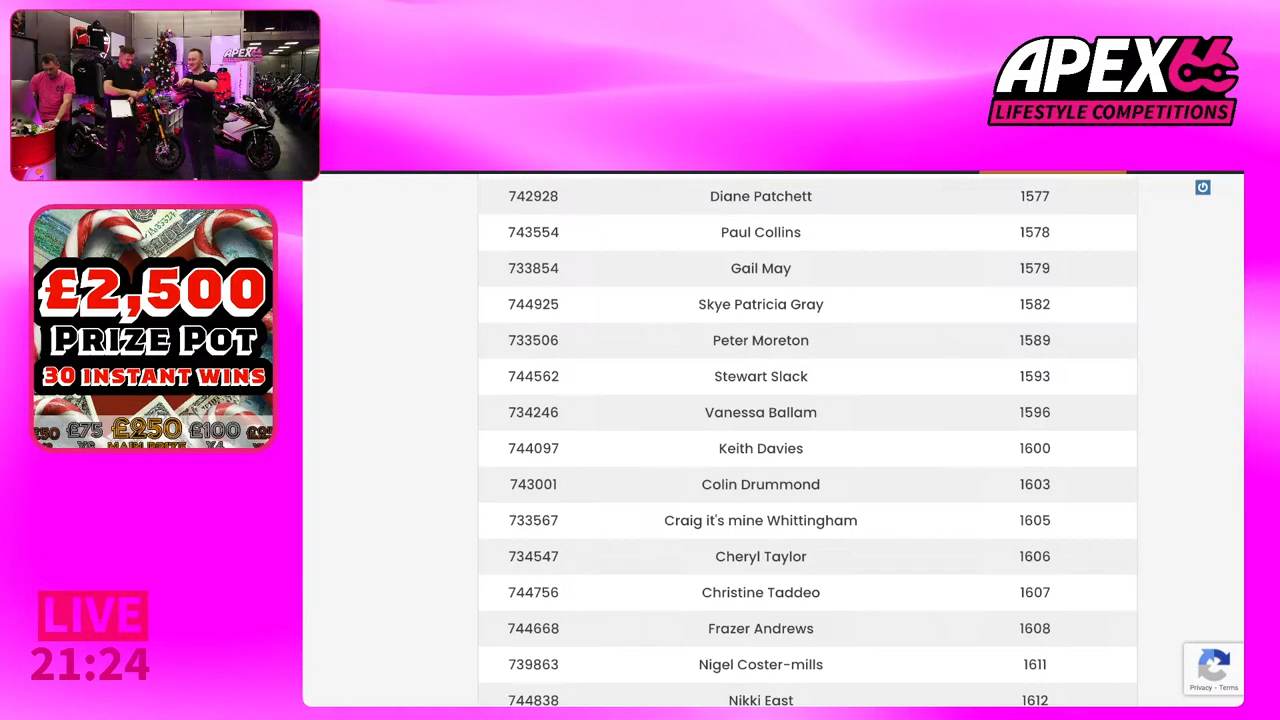 APEX66
APEX66
LIFESTYLE COMPETITIONS
£2,500
PRIZE POT
30 INSTANT WINS
£75 £250 £100
MAIN PRIZE
LIVE
21:24
742928 Diane Patchett 1577
743554 Paul Collins 1578
733854 Gail May 1579
744925 Skye Patricia Gray 1582
733506 Peter Moreton 1589
744562 Stewart Slack 1593
734246 Vanessa Ballam 1596
744097 Keith Davies 1600
743001 Colin Drummond 1603
733567 Craig it's mine Whittingham 1605
734547 Cheryl Taylor 1606
744756 Christine Taddeo 1607
744668 Frazer Andrews 1608
739863 Nigel Coster-mills 1611
744838 Nikki East 1612
Privacy - Terms